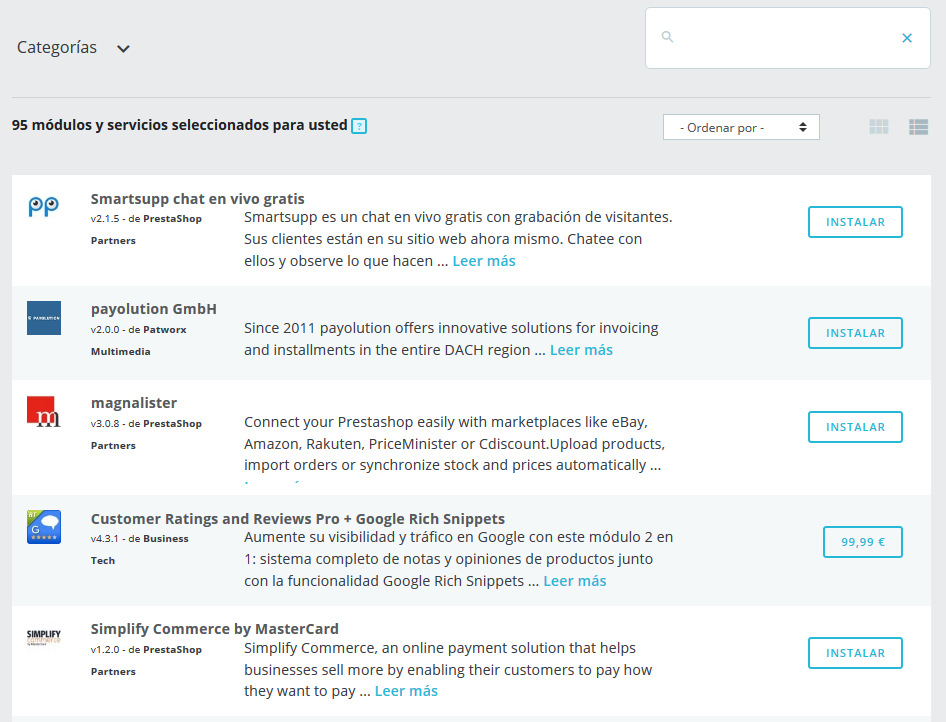 Categorías
95 módulos y servicios seleccionados para usted ?
- Ordenar por -
Smartsupp chat en vivo gratis
v2.1.5 - de PrestaShop
Partners
Smartsupp es un chat en vivo gratis con grabación de visitantes.
Sus clientes están en su sitio web ahora mismo. Chatee con
ellos y observe lo que hacen ... Leer más
INSTALAR
PAYOLUTION
payolution GmbH
v2.0.0 - de Patworx
Multimedia
Since 2011 payolution offers innovative solutions for invoicing
and installments in the entire DACH region ... Leer más
INSTALAR
m
magnalister
v3.0.8 - de PrestaShop
Partners
Connect your Prestashop easily with marketplaces like eBay,
Amazon, Rakuten, PriceMinister or Cdiscount.Upload products,
import orders or synchronize stock and prices automatically ...
INSTALAR
G
Customer Ratings and Reviews Pro + Google Rich Snippets
v4.3.1 - de Business
Tech
Aumente su visibilidad y tráfico en Google con este módulo 2 en
1: sistema completo de notas y opiniones de productos junto
con la funcionalidad Google Rich Snippets ... Leer más
99,99 €
SIMPLIFY
commerce
Simplify Commerce by MasterCard
v1.2.0 - de PrestaShop
Partners
Simplify Commerce, an online payment solution that helps
businesses sell more by enabling their customers to pay how
they want to pay ... Leer más
INSTALAR